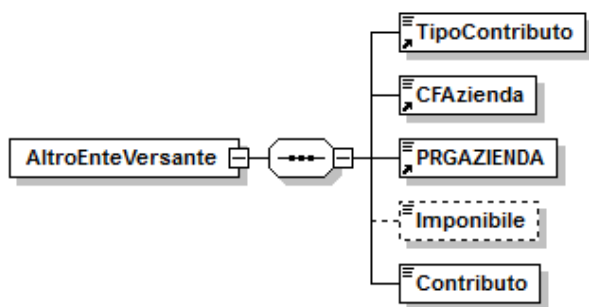 TipoContributo
CFAzienda
AltroEnteVersante
PRGAZIENDA
Imponibile
Contributo